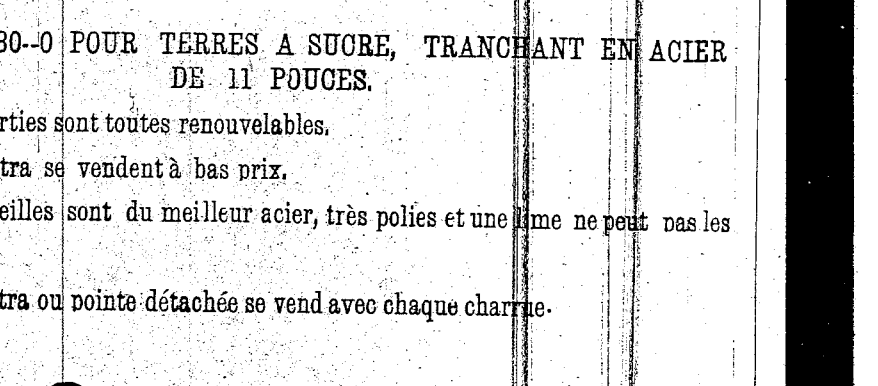 30--0 POUR TERRES A SUCRE, TRANCHANT EN ACIER
DE 11 POUCES.
rties sont toutes renouvelables.
tra se vendent à bas prix.
eilles sont du meilleur acier, très polies et une lime ne peut pas les
tra ou pointe détachée se vend avec chaque charrue.